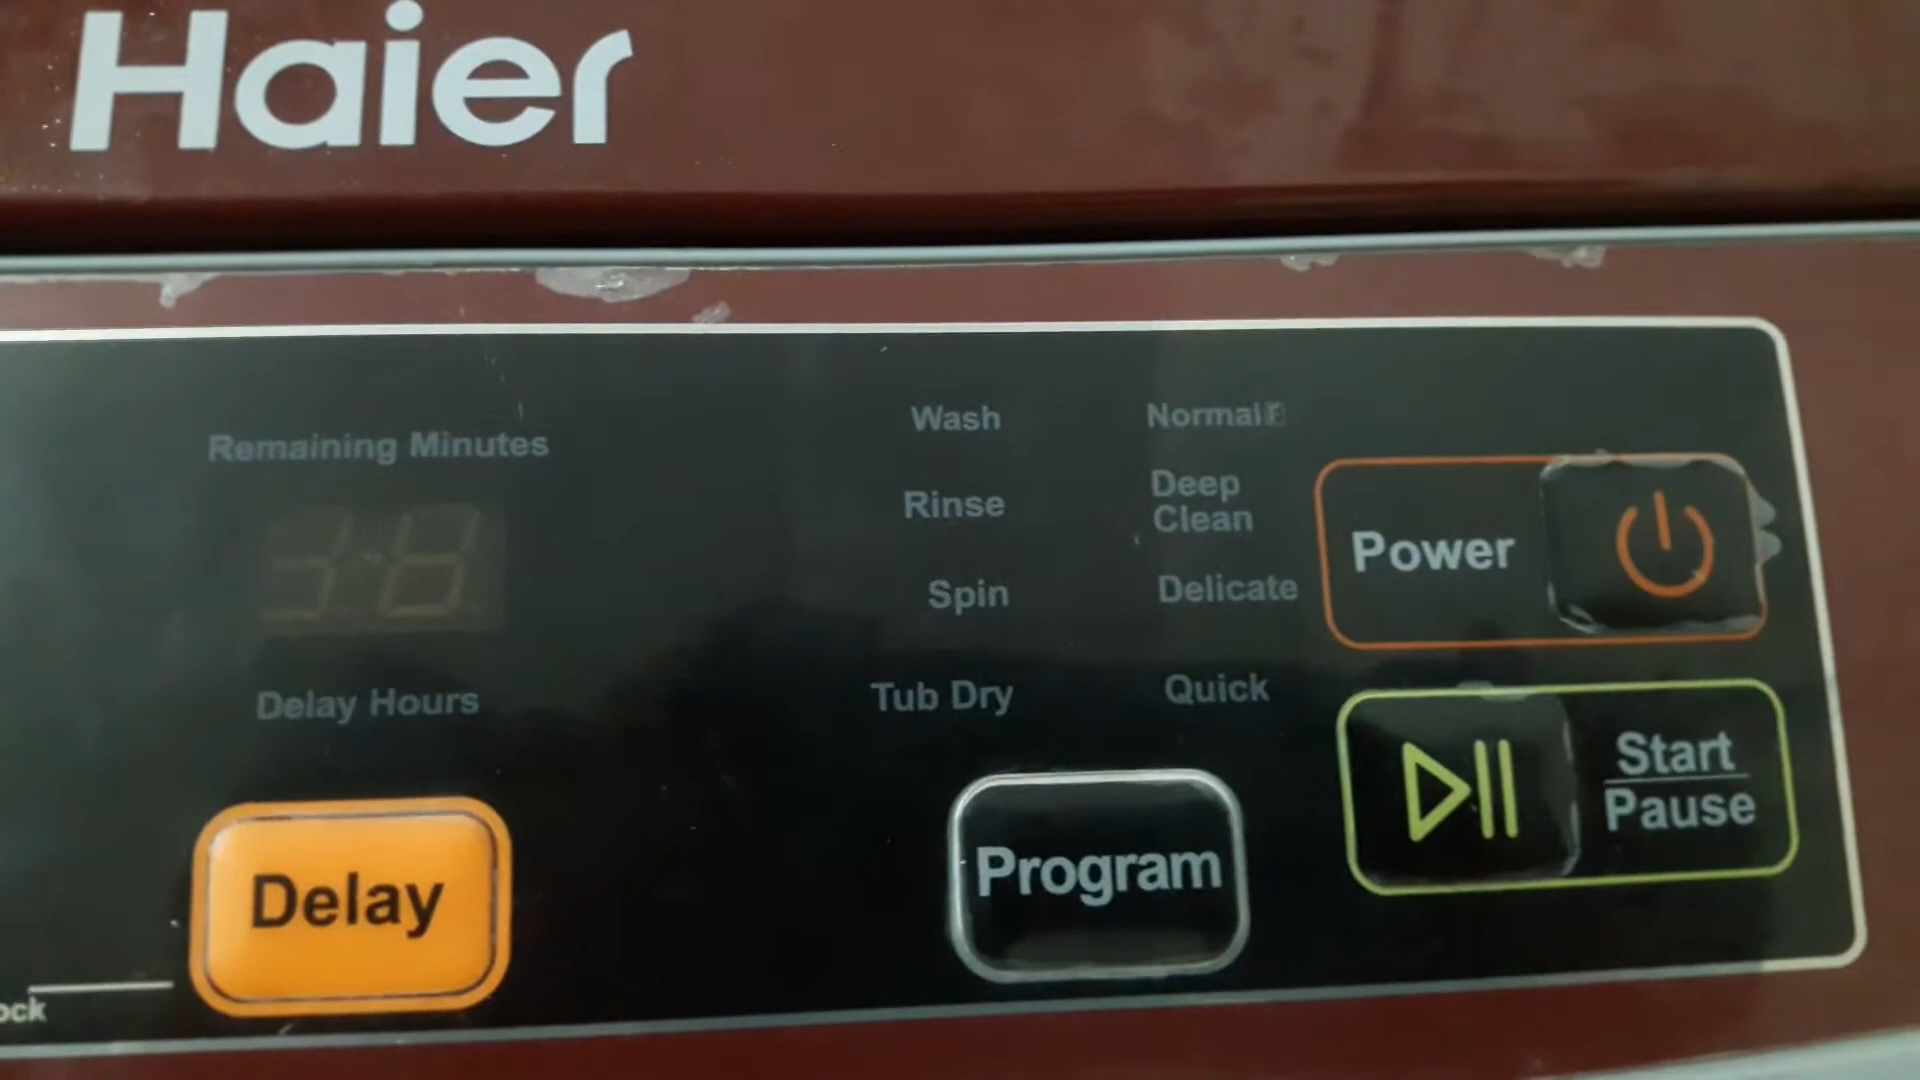 Haier
Remaining Minutes
Delay Hours
Delay
ock
Wash
Rinse
Spin
Tub Dry
Normal
Deep
Clean
Delicate
Quick
Program
Power
Start
Pause